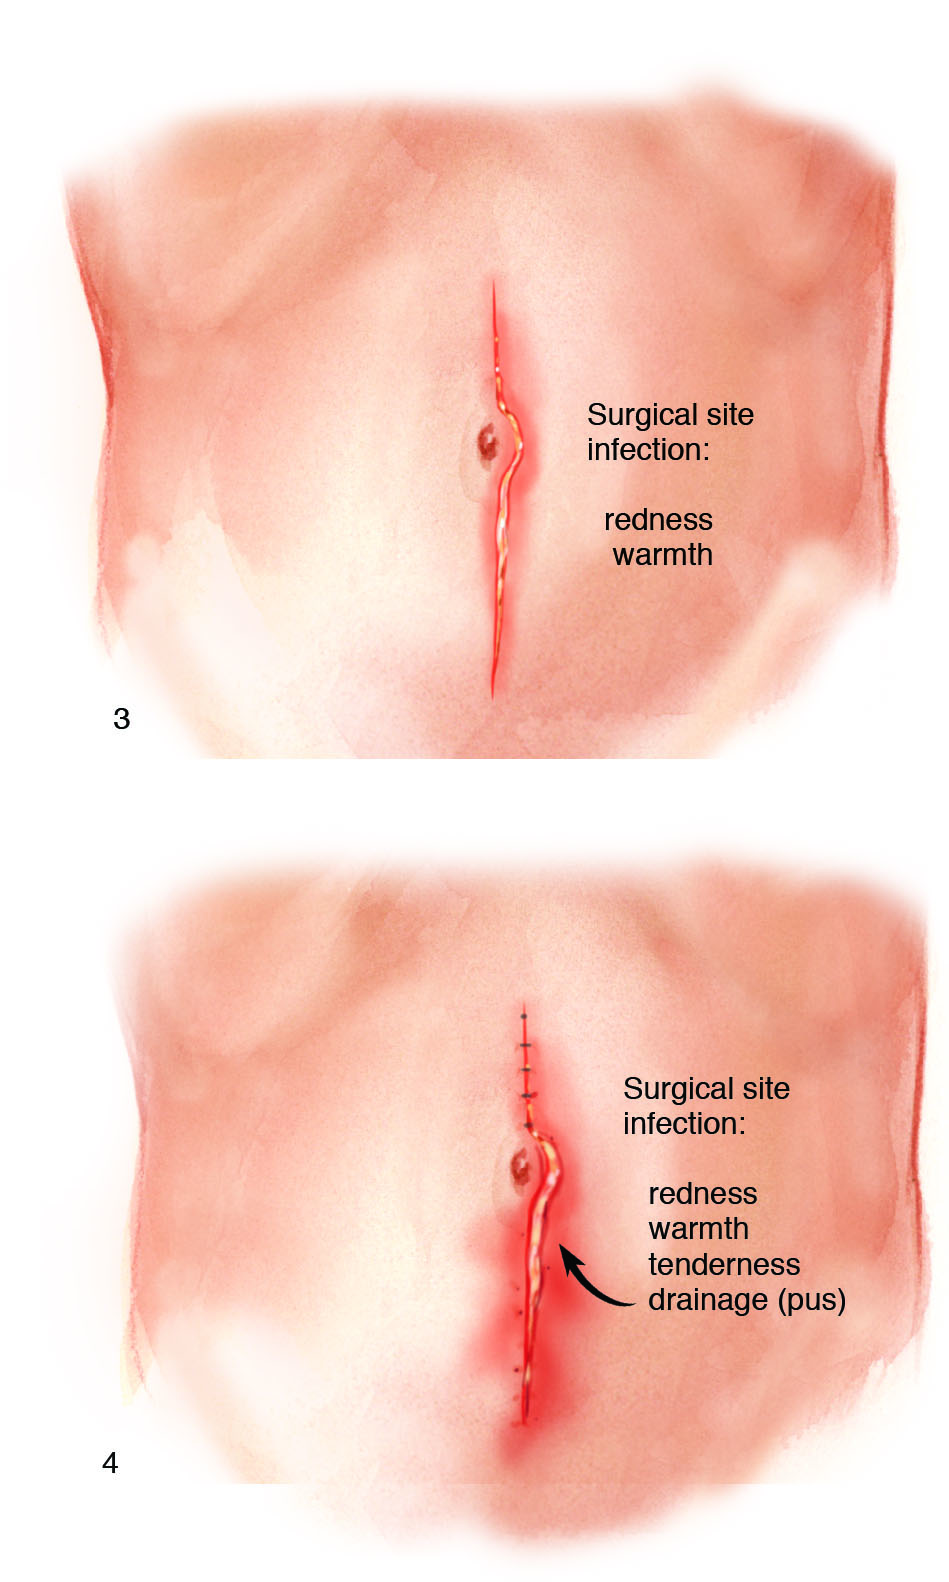 Surgical site
infection:
redness
warmth
3
Surgical site
infection:
redness
warmth
tenderness
drainage (pus)
4